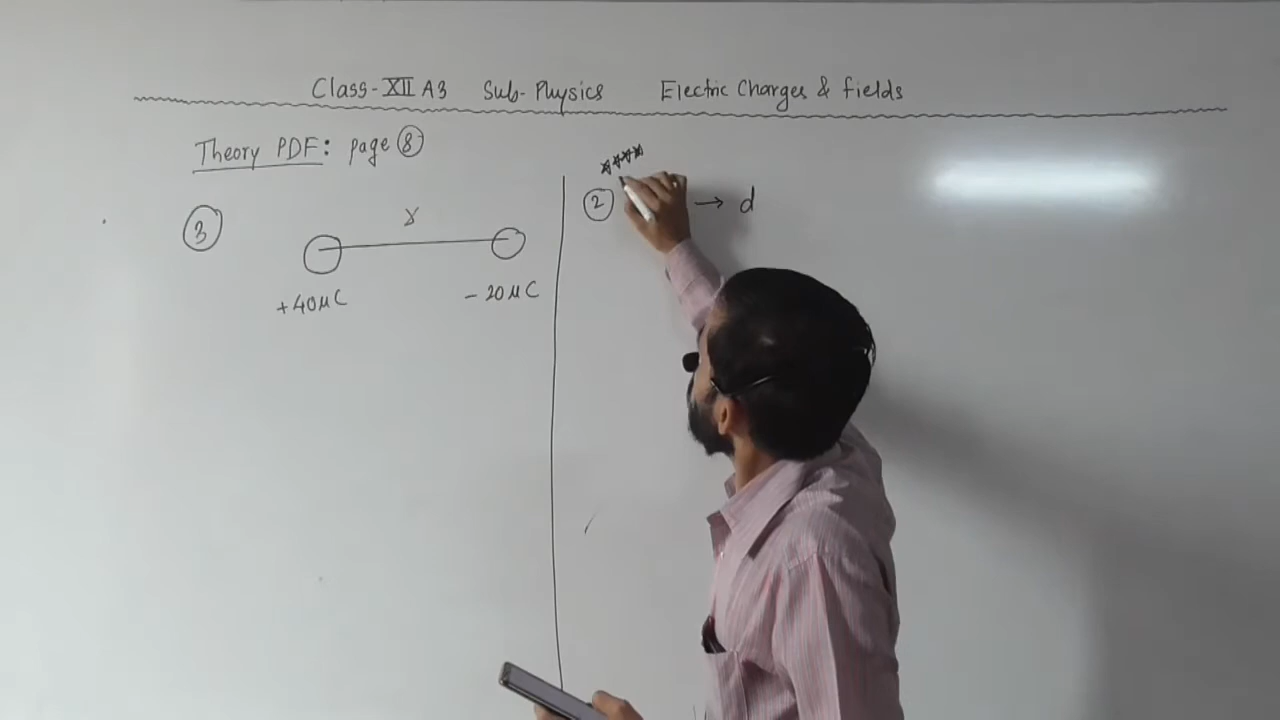 Class-XII A3 Sub-Physics Electric Charges & fields
Theory PDF: page 8
3
r
+40μC
-20μC
****
2
→ d